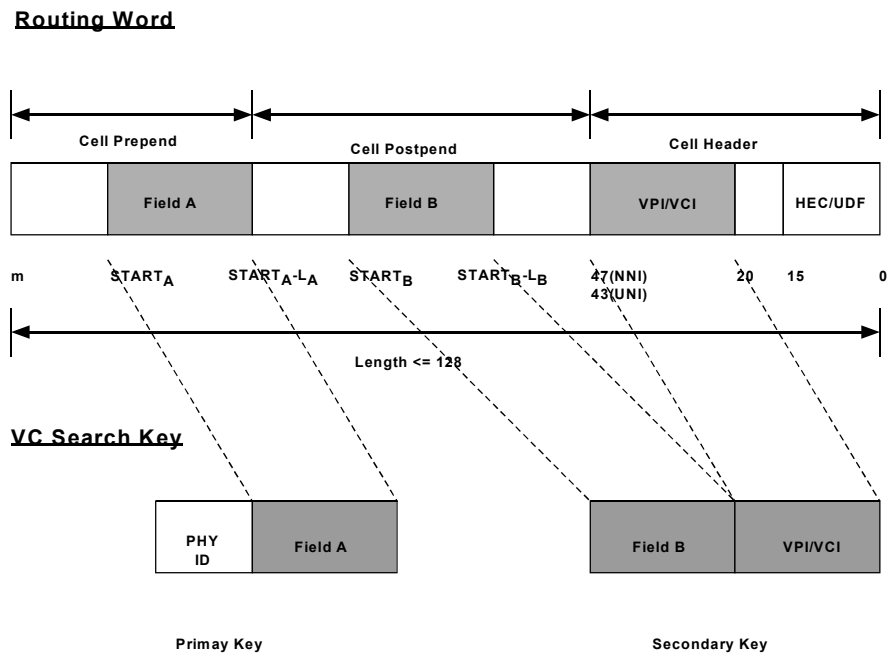 Routing Word
Cell Prepend Cell Postpend Cell Header
Field A Field B VPI/VCI HEC/UDF
m STARTA STARTA-LA STARTB STARTB-LB 47(NNI) 20 15 0
43(UNI)
Length <= 128
VC Search Key
PHY
ID
Field A Field B VPI/VCI
Primay Key Secondary Key